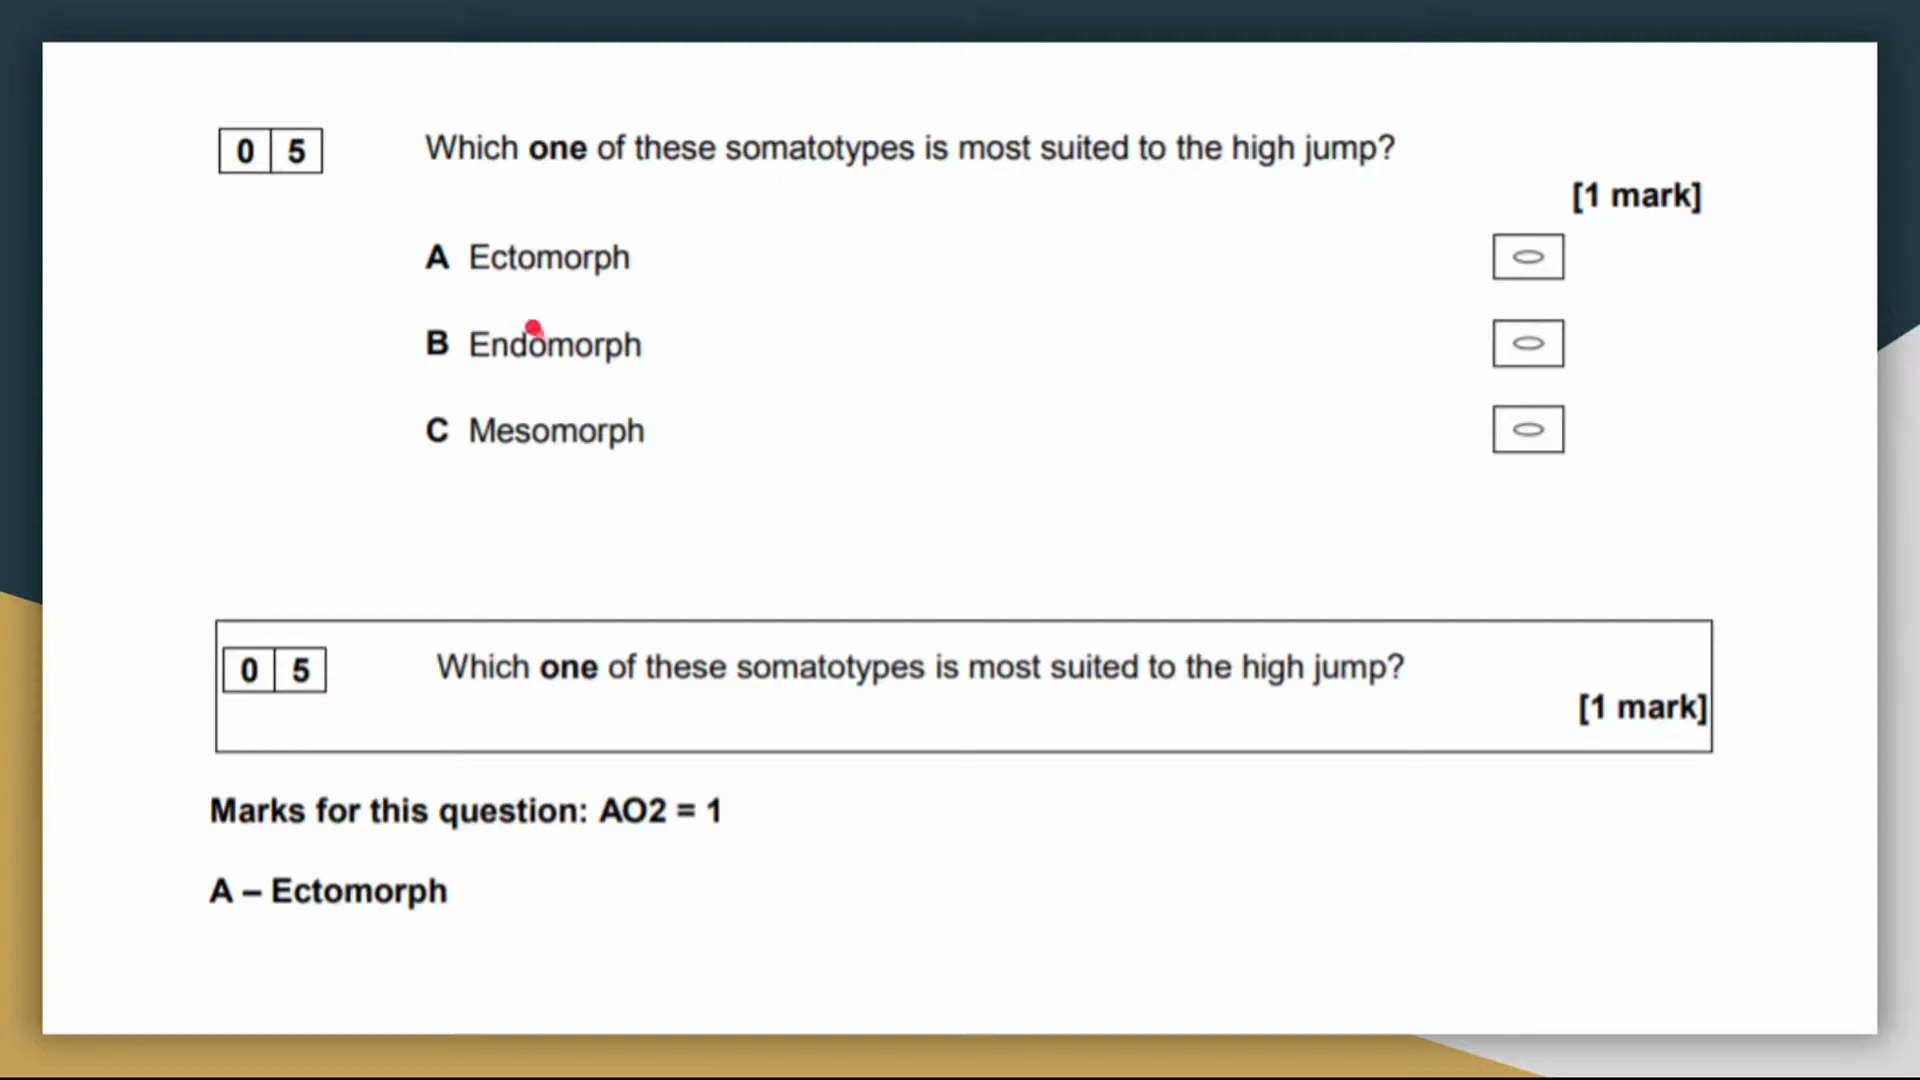 0 5 Which one of these somatotypes is most suited to the high jump?
[1 mark]
A Ectomorph
B Endomorph
C Mesomorph
0 5 Which one of these somatotypes is most suited to the high jump?
[1 mark]
Marks for this question: AO2 = 1
A – Ectomorph